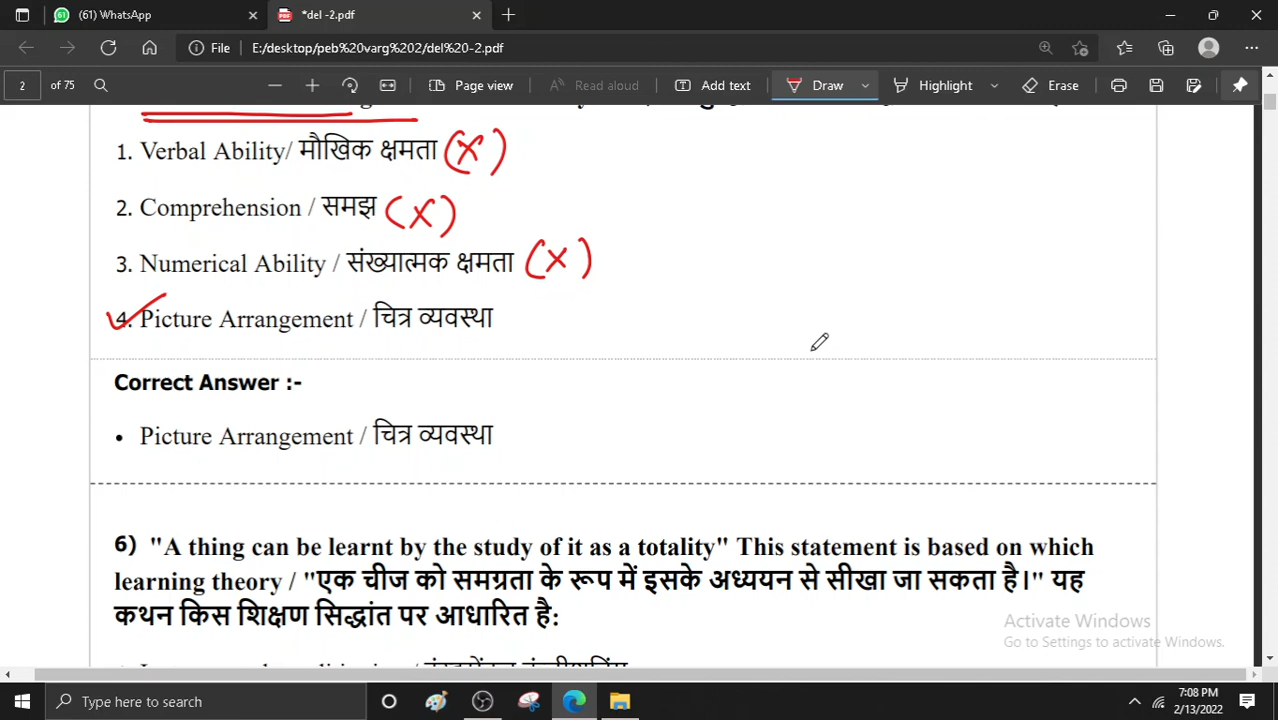 (61) WhatsApp
*del -2.pdf
File
E:/desktop/peb%20varg%202/del%20-2.pdf
2 of 75
Page view
Read aloud
Add text
Draw
Highlight
Erase
1. Verbal Ability/ मौखिक क्षमता (x)
2. Comprehension / समझ (x)
3. Numerical Ability / संख्यात्मक क्षमता (x)
4. Picture Arrangement / चित्र व्यवस्था
Correct Answer :-
• Picture Arrangement / चित्र व्यवस्था
6) "A thing can be learnt by the study of it as a totality" This statement is based on which
learning theory / "एक चीज को समग्रता के रूप में इसके अध्ययन से सीखा जा सकता है।" यह
कथन किस शिक्षण सिद्धांत पर आधारित है:
Activate Windows
Go to Settings to activate Windows.
Type here to search
7:08 PM
2/13/2022